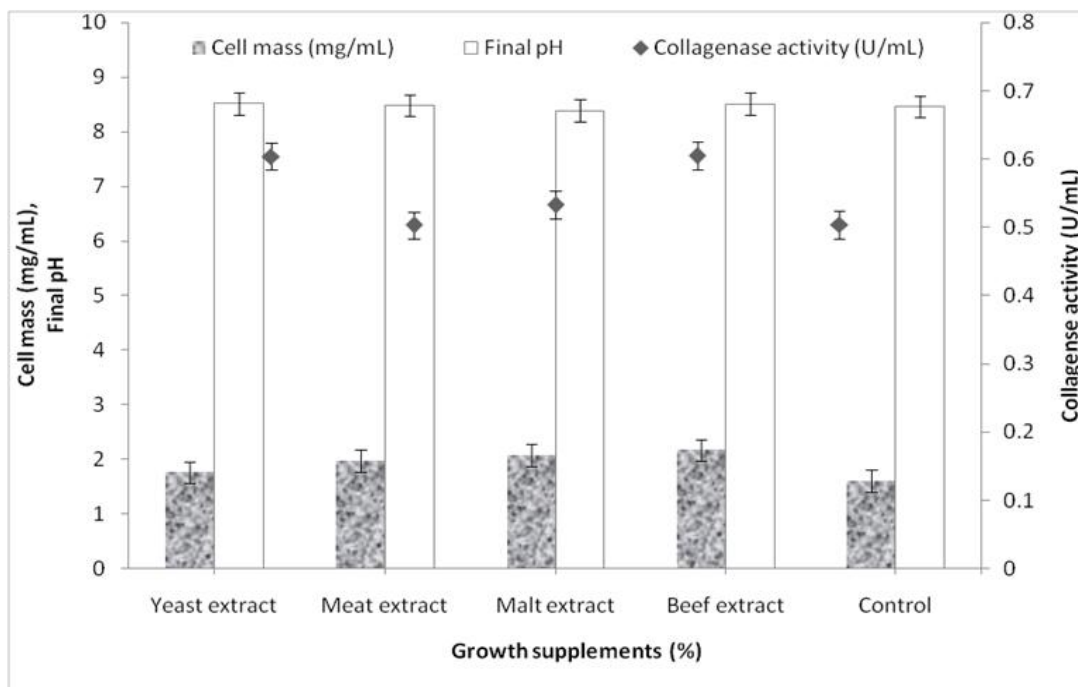 Cell mass (mg/mL)
Final pH
Collagenase activity (U/mL)
10
9
8
7
6
5
4
3
2
1
0
Cell mass (mg/mL),
Final pH
0.8
0.7
0.6
0.5
0.4
0.3
0.2
0.1
0
Collagense activity (U/mL)
Yeast extract
Meat extract
Malt extract
Beef extract
Control
Growth supplements (%)